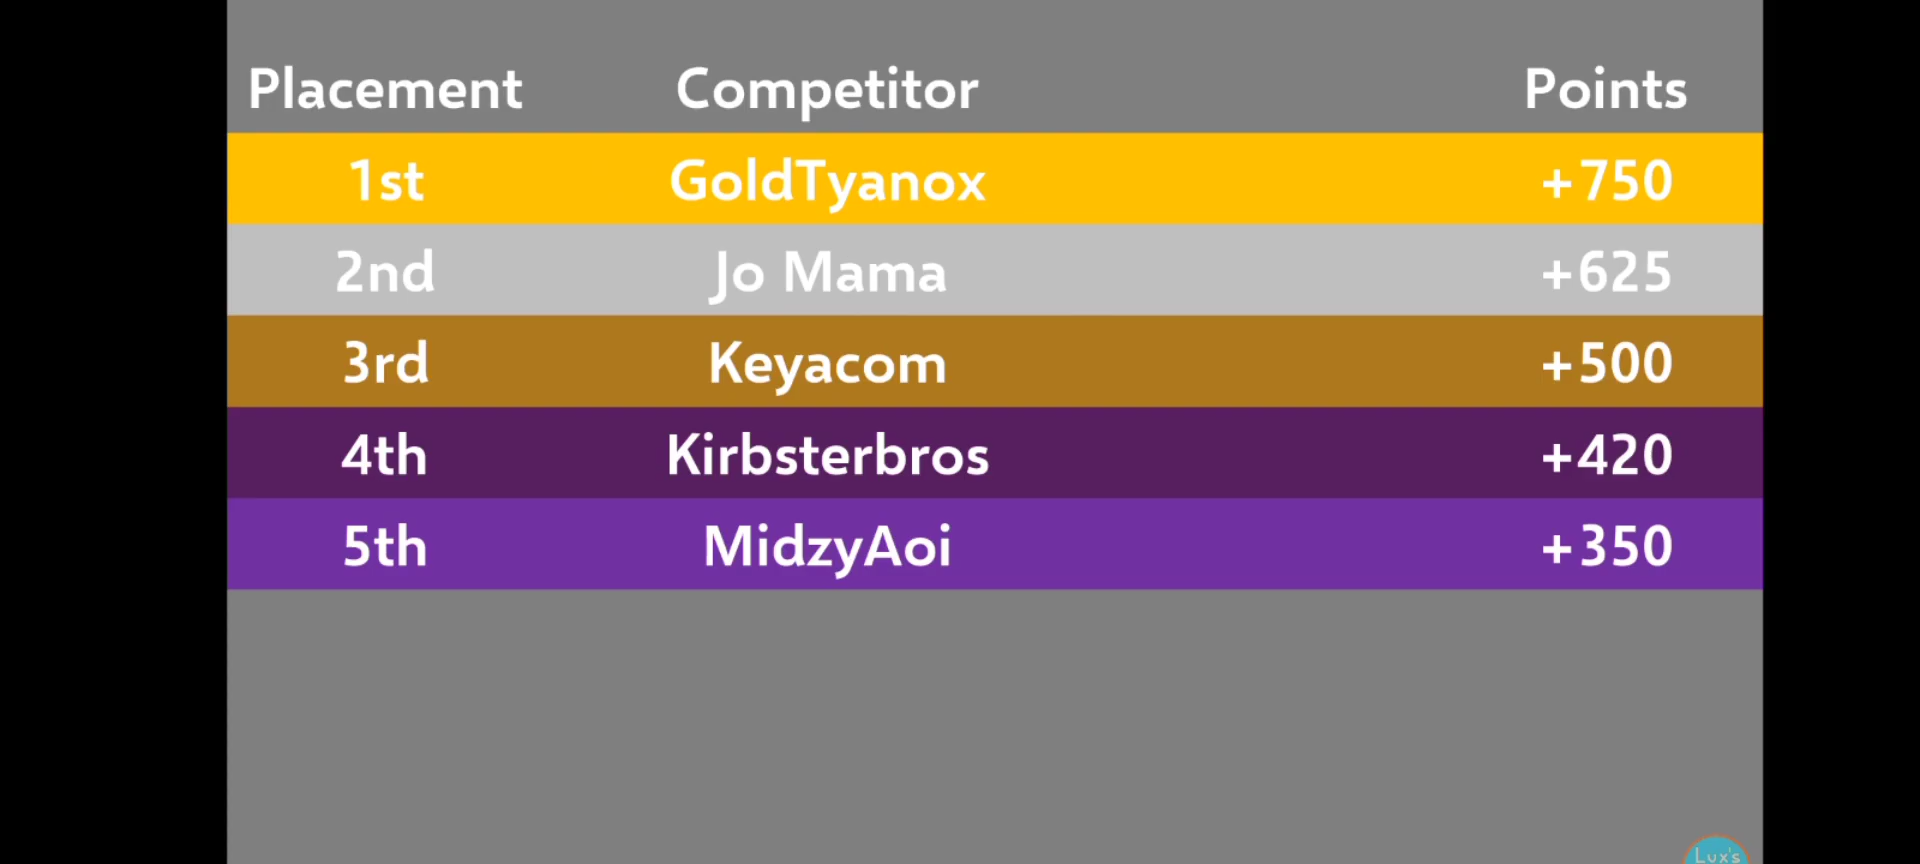 Placement Competitor Points
1st GoldTyanox +750
2nd Jo Mama +625
3rd Keyacom +500
4th Kirbsterbros +420
5th MidzyAoi +350
Lux's